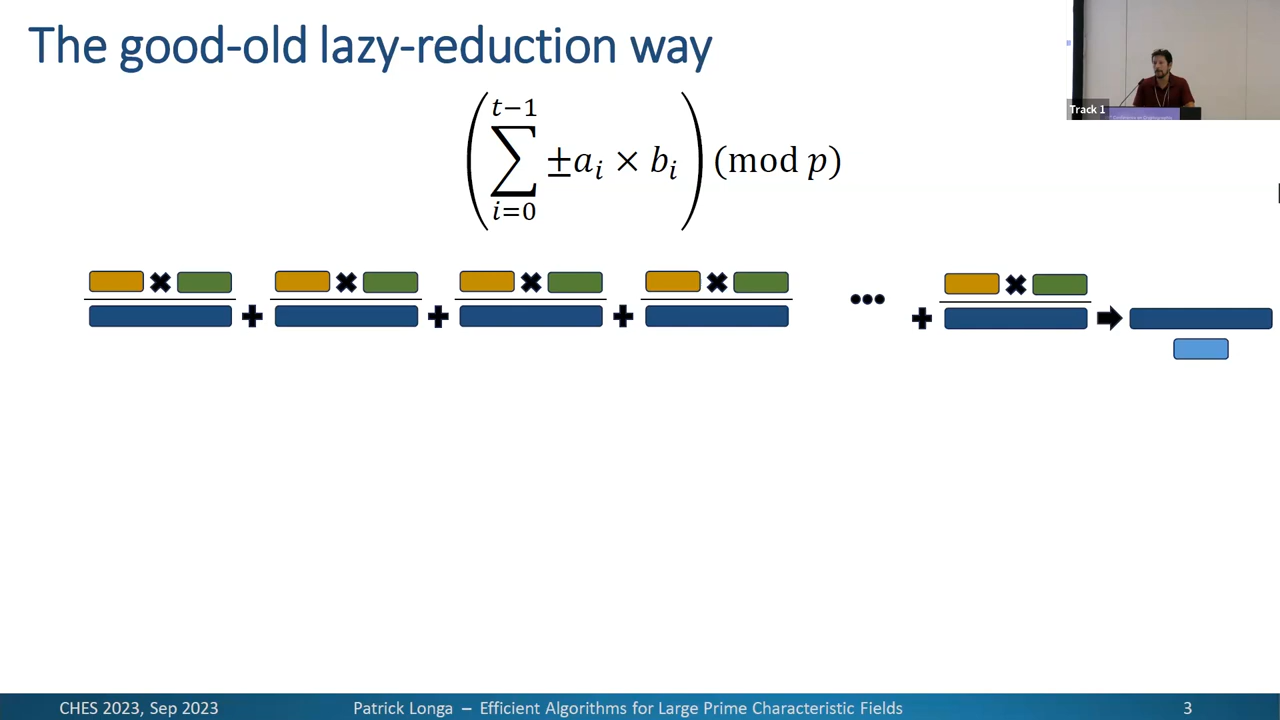 The good-old lazy-reduction way
Track 1
(∑_{i=0}^{t−1} ±a_i × b_i) (mod p)
CHES 2023, Sep 2023
Patrick Longa – Efficient Algorithms for Large Prime Characteristic Fields
3